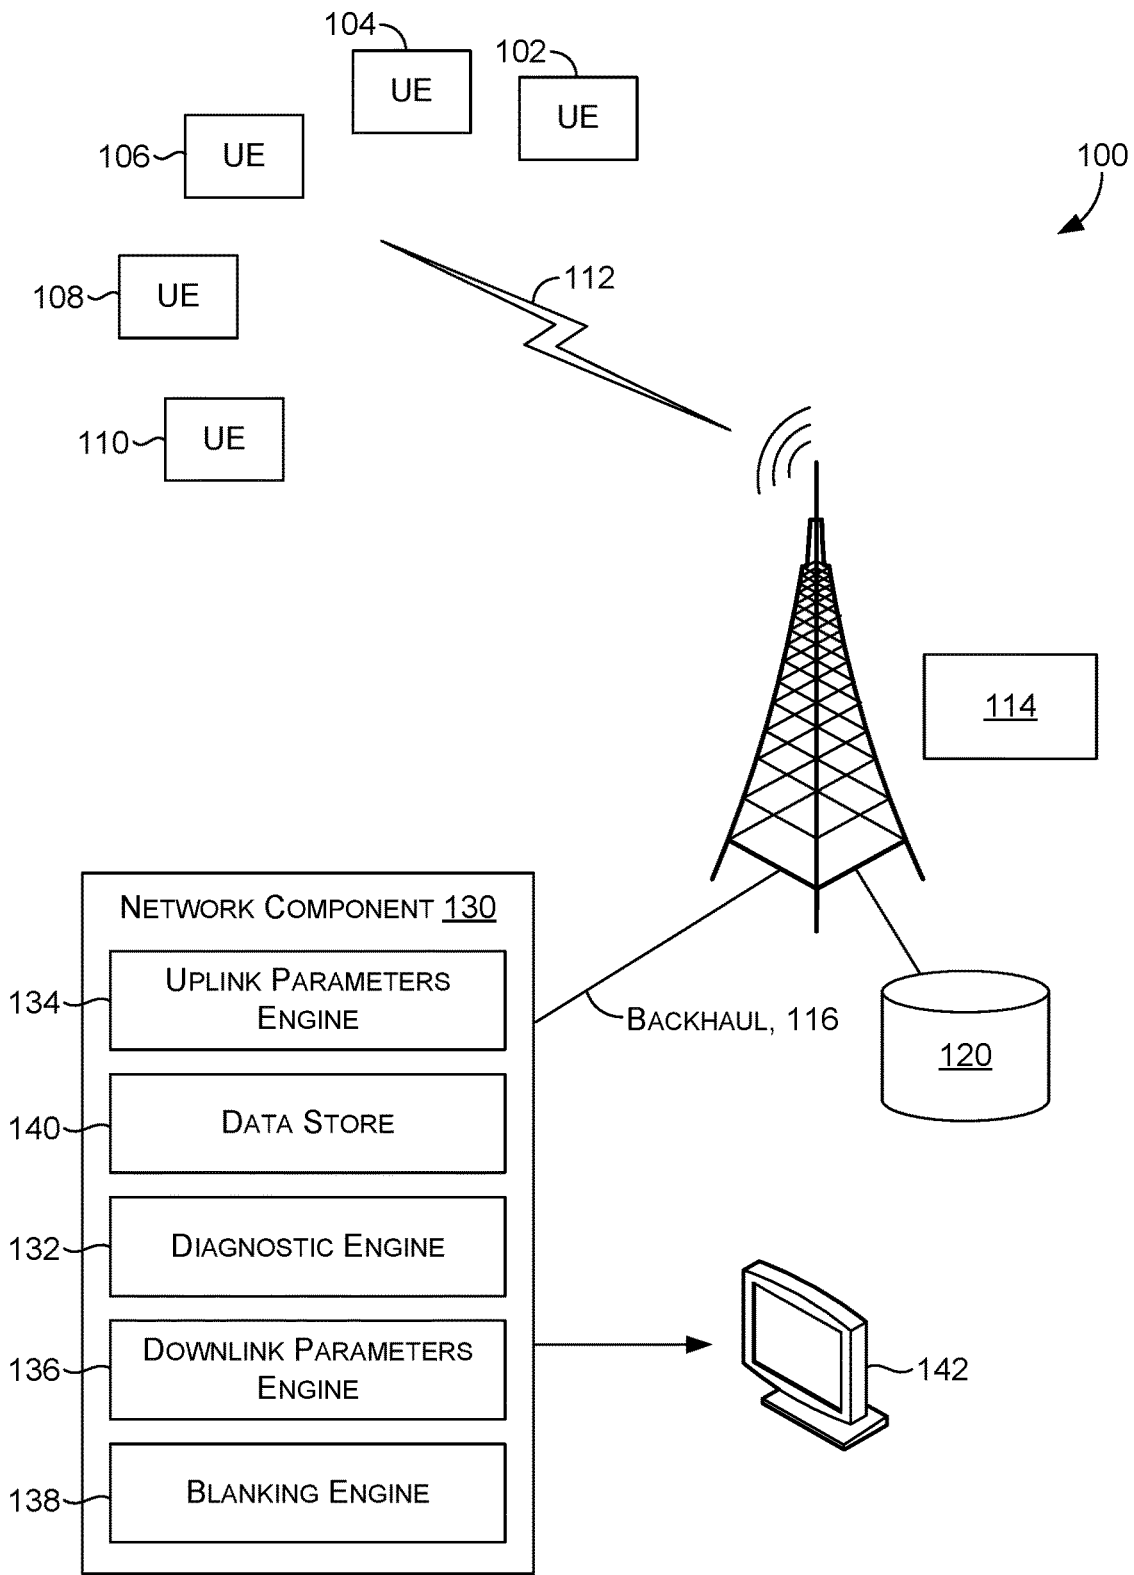 104
102
UE
UE
106
UE
100
108
UE
112
110
UE
114
NETWORK COMPONENT 130
134
UPLINK PARAMETERS
ENGINE
BACKHAUL, 116
120
140
DATA STORE
132
DIAGNOSTIC ENGINE
136
DOWNLINK PARAMETERS
ENGINE
142
138
BLANKING ENGINE